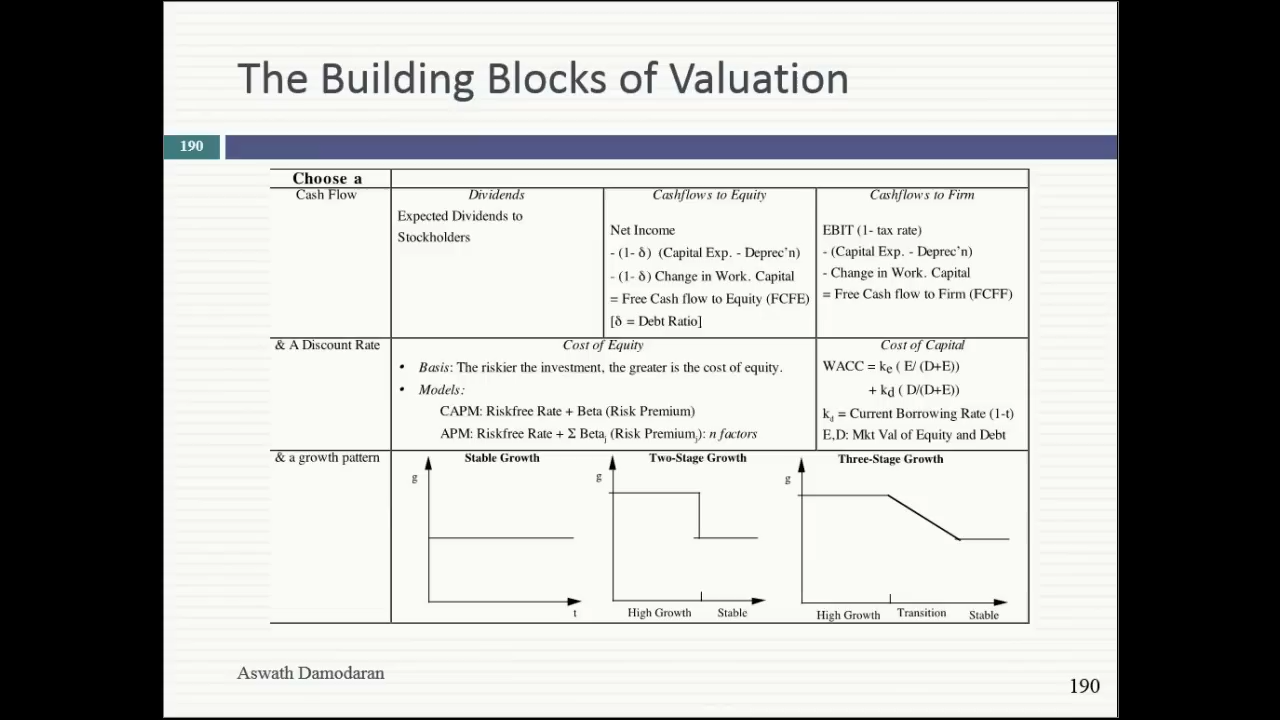 The Building Blocks of Valuation
190
Choose a
Cash Flow
Dividends
Expected Dividends to
Stockholders
Cashflows to Equity
Net Income
- (1- δ) (Capital Exp. - Deprec'n)
- (1- δ) Change in Work. Capital
= Free Cash flow to Equity (FCFE)
[δ = Debt Ratio]
Cashflows to Firm
EBIT (1- tax rate)
- (Capital Exp. - Deprec'n)
- Change in Work. Capital
= Free Cash flow to Firm (FCFF)
& A Discount Rate
Cost of Equity
• Basis: The riskier the investment, the greater is the cost of equity.
• Models:
CAPM: Riskfree Rate + Beta (Risk Premium)
APM: Riskfree Rate + Σ Betaj (Risk Premiumj): n factors
Cost of Capital
WACC = ke ( E/ (D+E))
+ kd ( D/(D+E))
kd = Current Borrowing Rate (1-t)
E,D: Mkt Val of Equity and Debt
& a growth pattern
Stable Growth
g
t
Two-Stage Growth
g
High Growth Stable
Three-Stage Growth
g
High Growth Transition Stable
Aswath Damodaran
190